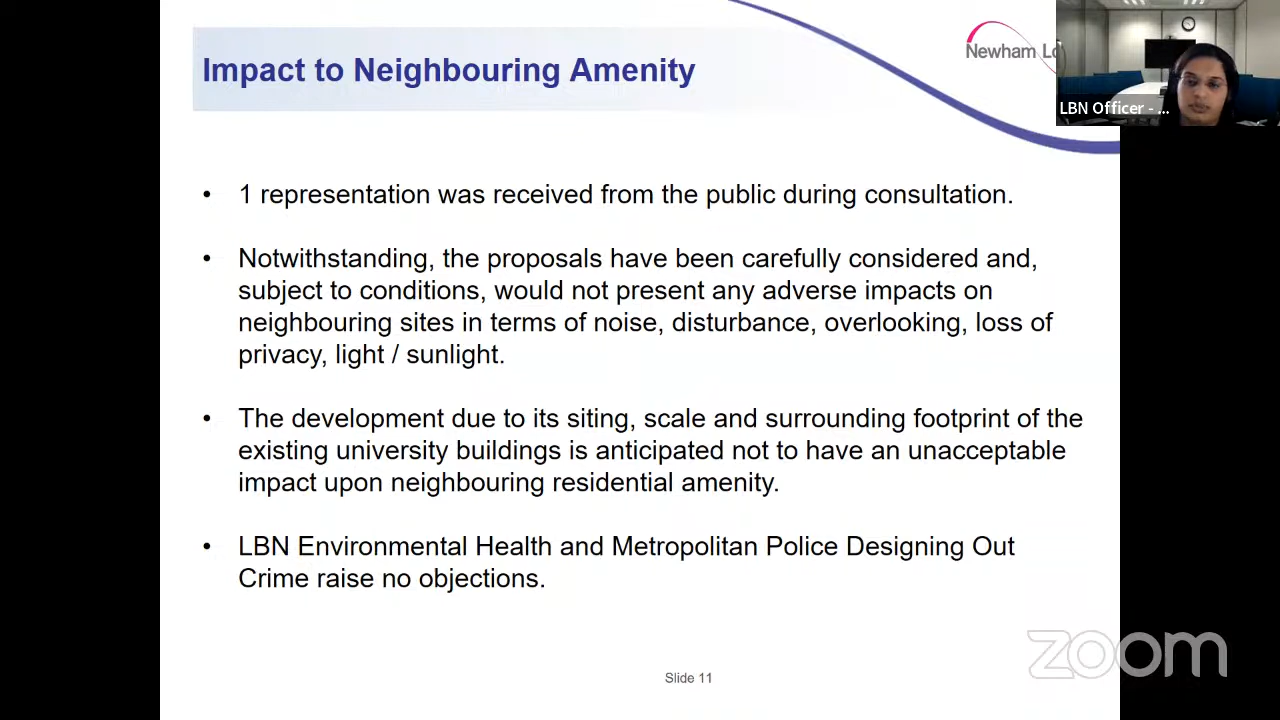 Impact to Neighbouring Amenity
Newham Lo
LBN Officer - ...
• 1 representation was received from the public during consultation.
• Notwithstanding, the proposals have been carefully considered and,
subject to conditions, would not present any adverse impacts on
neighbouring sites in terms of noise, disturbance, overlooking, loss of
privacy, light / sunlight.
• The development due to its siting, scale and surrounding footprint of the
existing university buildings is anticipated not to have an unacceptable
impact upon neighbouring residential amenity.
• LBN Environmental Health and Metropolitan Police Designing Out
Crime raise no objections.
zoom
Slide 11